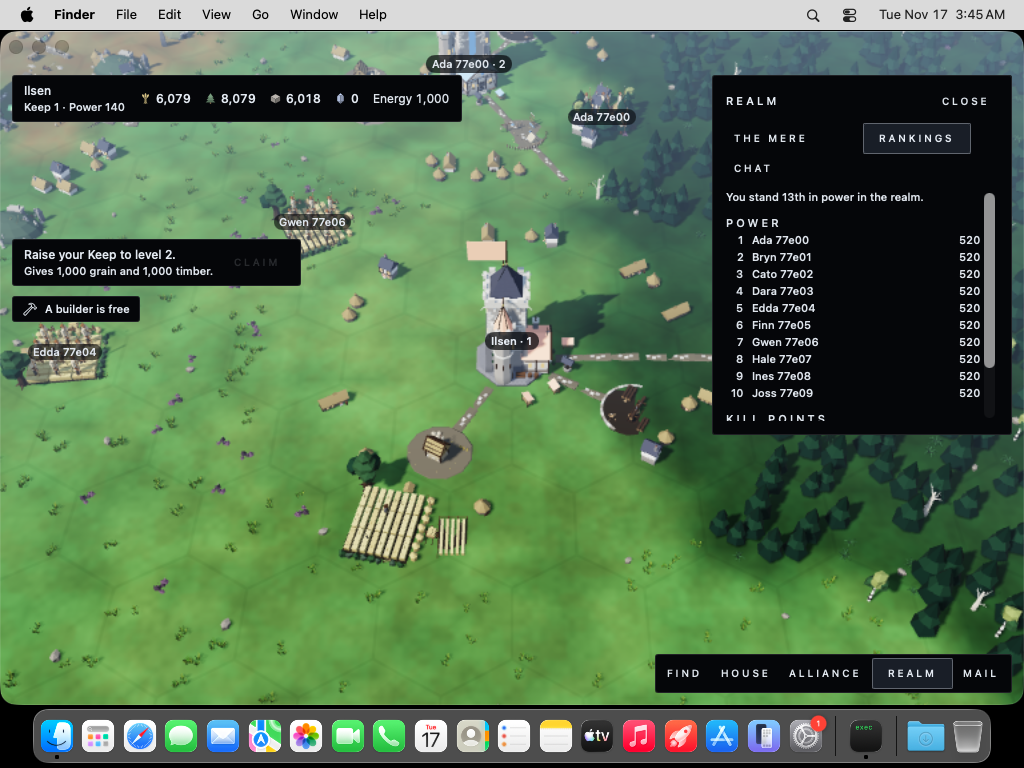 Finder File Edit View Go Window Help Tue Nov 17 3:45 AM
Ada 77e00 · 2
Ilsen
Keep 1 · Power 140
6,079 8,079 6,018 0 Energy 1,000
Ada 77e00
Gwen 77e06
Raise your Keep to level 2.
Gives 1,000 grain and 1,000 timber.
CLAIM
A builder is free
Edda 77e04
Ilsen · 1
REALM CLOSE
THE MERE RANKINGS
CHAT
You stand 13th in power in the realm.
POWER
1 Ada 77e00 520
2 Bryn 77e01 520
3 Cato 77e02 520
4 Dara 77e03 520
5 Edda 77e04 520
6 Finn 77e05 520
7 Gwen 77e06 520
8 Hale 77e07 520
9 Ines 77e08 520
10 Joss 77e09 520
KILL POINTS
FIND HOUSE ALLIANCE REALM MAIL
Tue
17
tv
1
exec